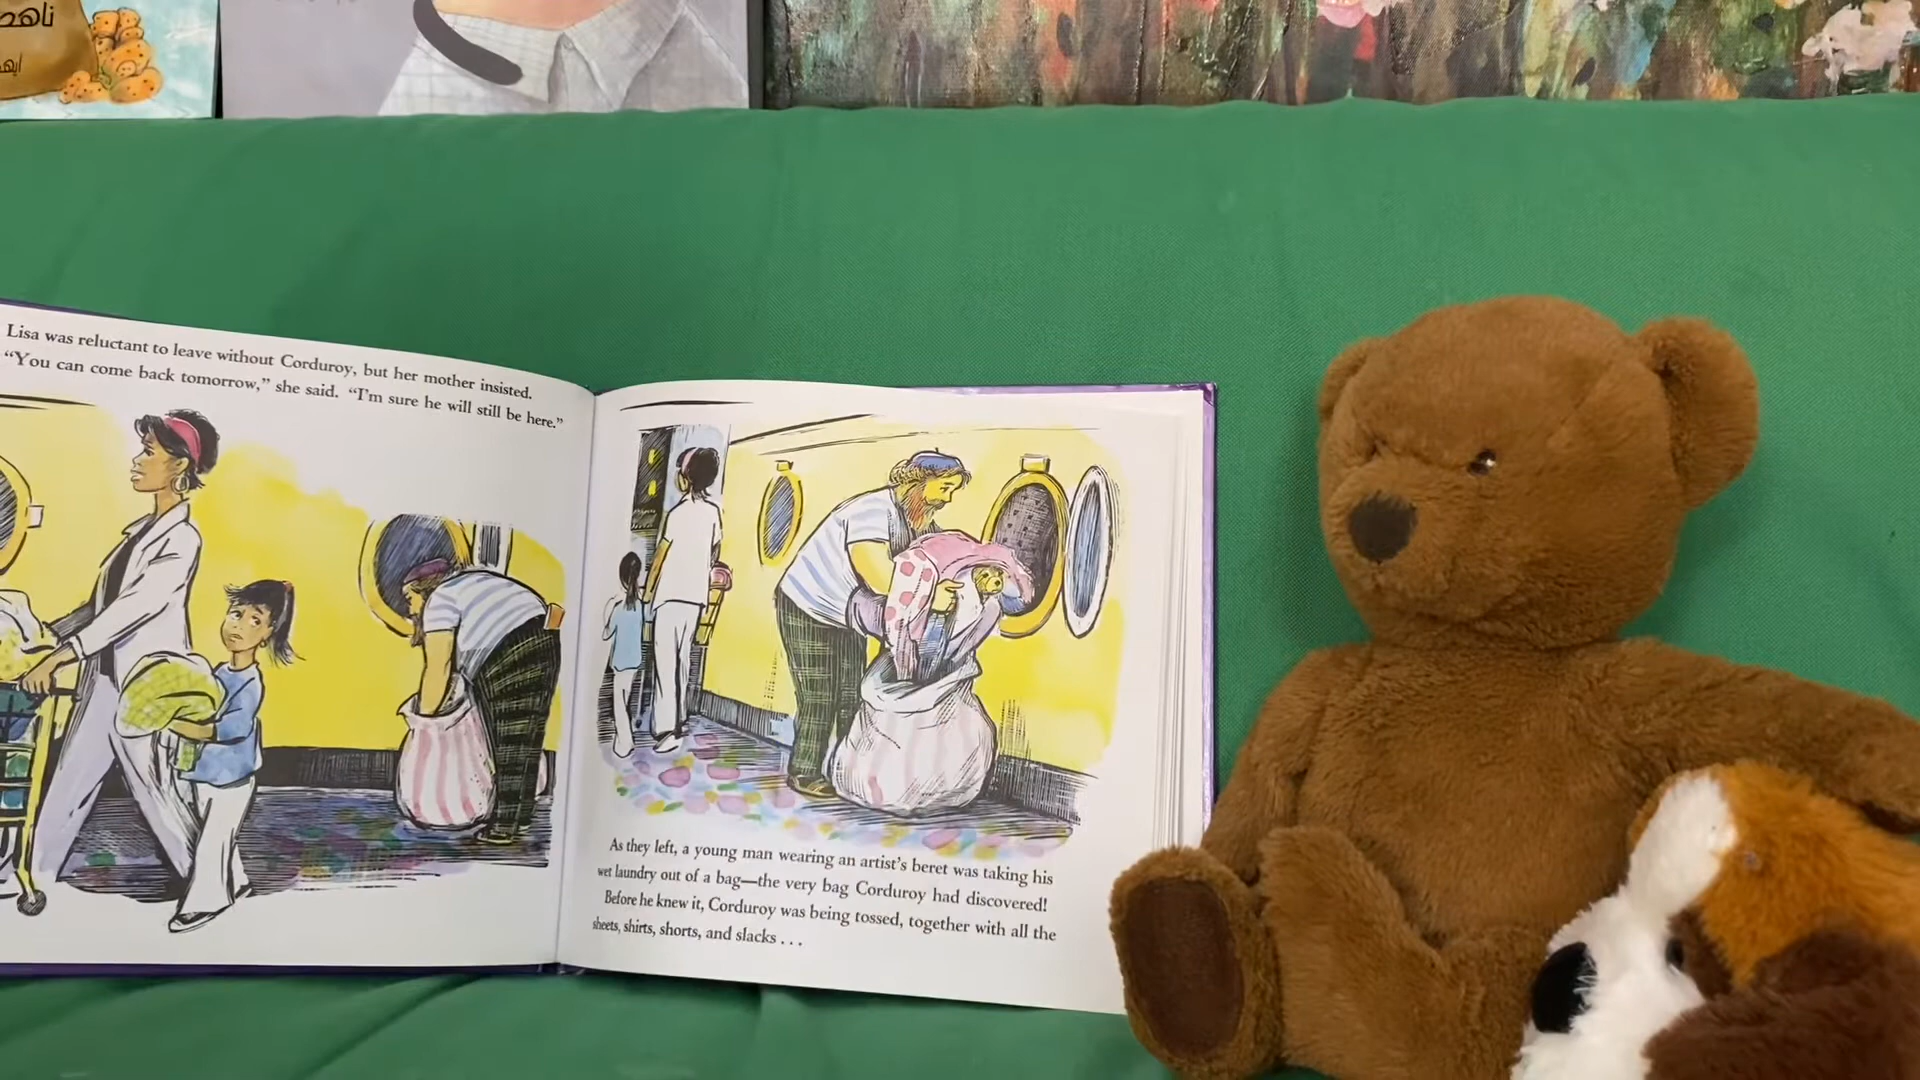 ناهد
Lisa was reluctant to leave without Corduroy, but her mother insisted.
“You can come back tomorrow,” she said. “I'm sure he will still be here.”
As they left, a young man wearing an artist's beret was taking his
wet laundry out of a bag—the very bag Corduroy had discovered!
Before he knew it, Corduroy was being tossed, together with all the
sheets, shirts, shorts, and slacks . . .